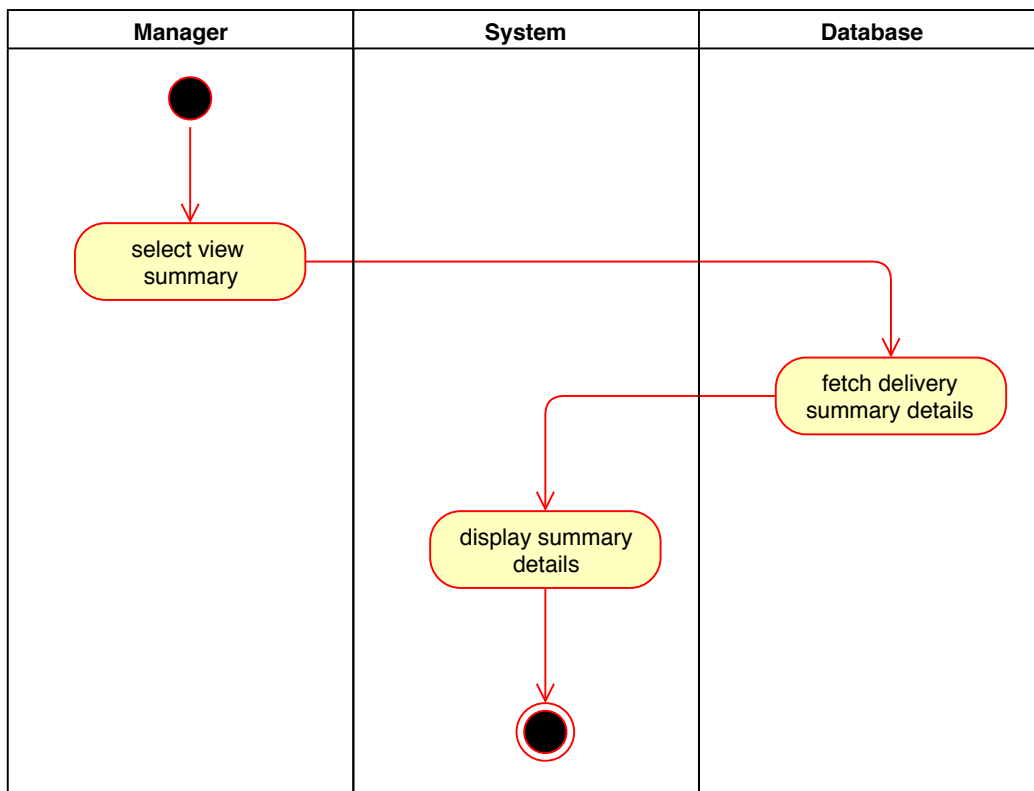 Manager
System
Database
select view
summary
fetch delivery
summary details
display summary
details